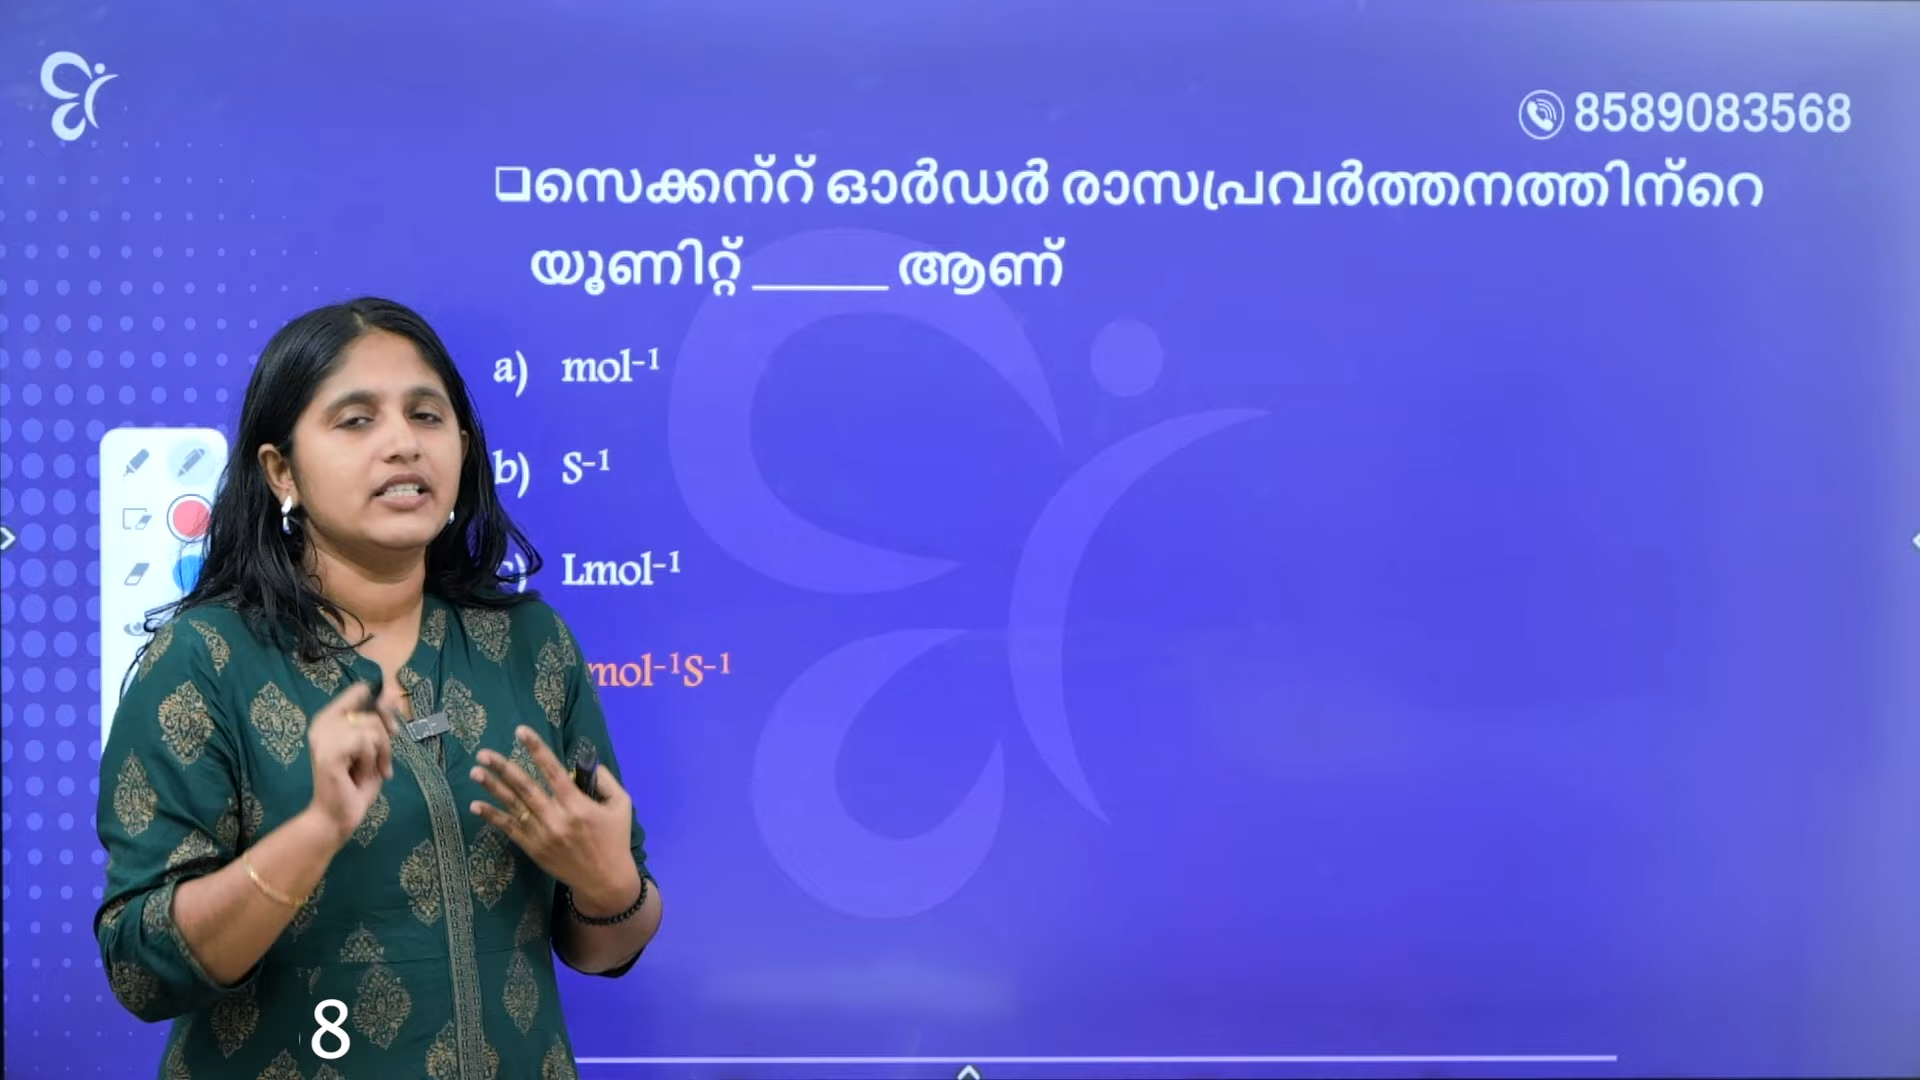 8589083568
❑സെക്കന്റ് ഓർഡർ രാസപ്രവർത്തനത്തിന്റെ
യൂണിറ്റ് _____ ആണ്
a) mol⁻¹
b) S⁻¹
c) Lmol⁻¹
mol⁻¹S⁻¹
8